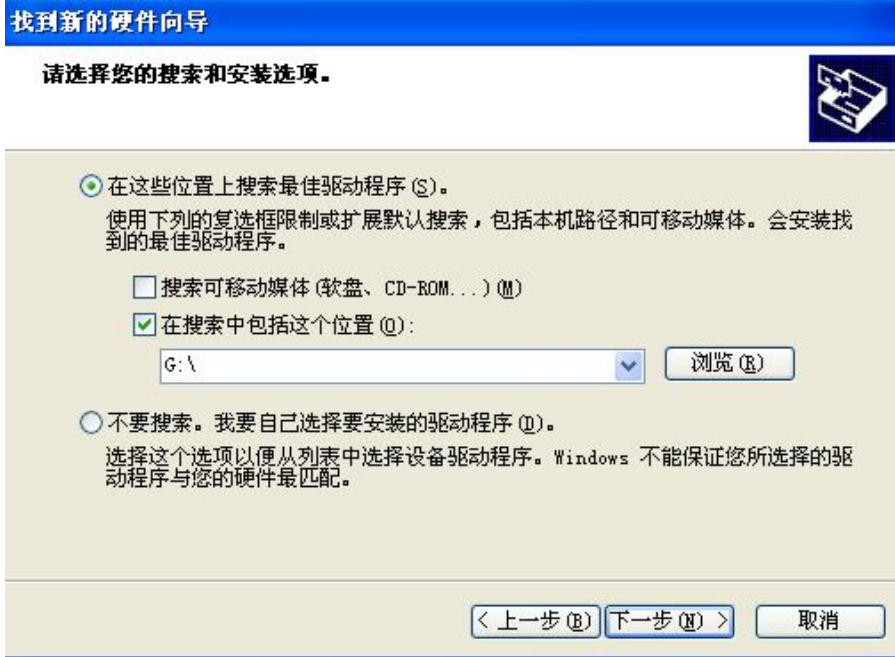 找到新的硬件向导
请选择您的搜索和安装选项。
在这些位置上搜索最佳驱动程序(S)。
使用下列的复选框限制或扩展默认搜索，包括本机路径和可移动媒体。会安装找
到的最佳驱动程序。
搜索可移动媒体(软盘、CD-ROM...)(M)
在搜索中包括这个位置(O):
G:\
浏览(R)
不要搜索。我要自己选择要安装的驱动程序(D)。
选择这个选项以便从列表中选择设备驱动程序。Windows 不能保证您所选择的驱
动程序与您的硬件最匹配。
< 上一步(B) 下一步(N) > 取消